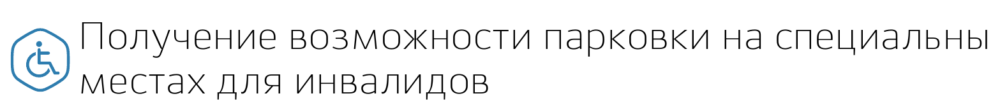 Получение возможности парковки на специальны
местах для инвалидов